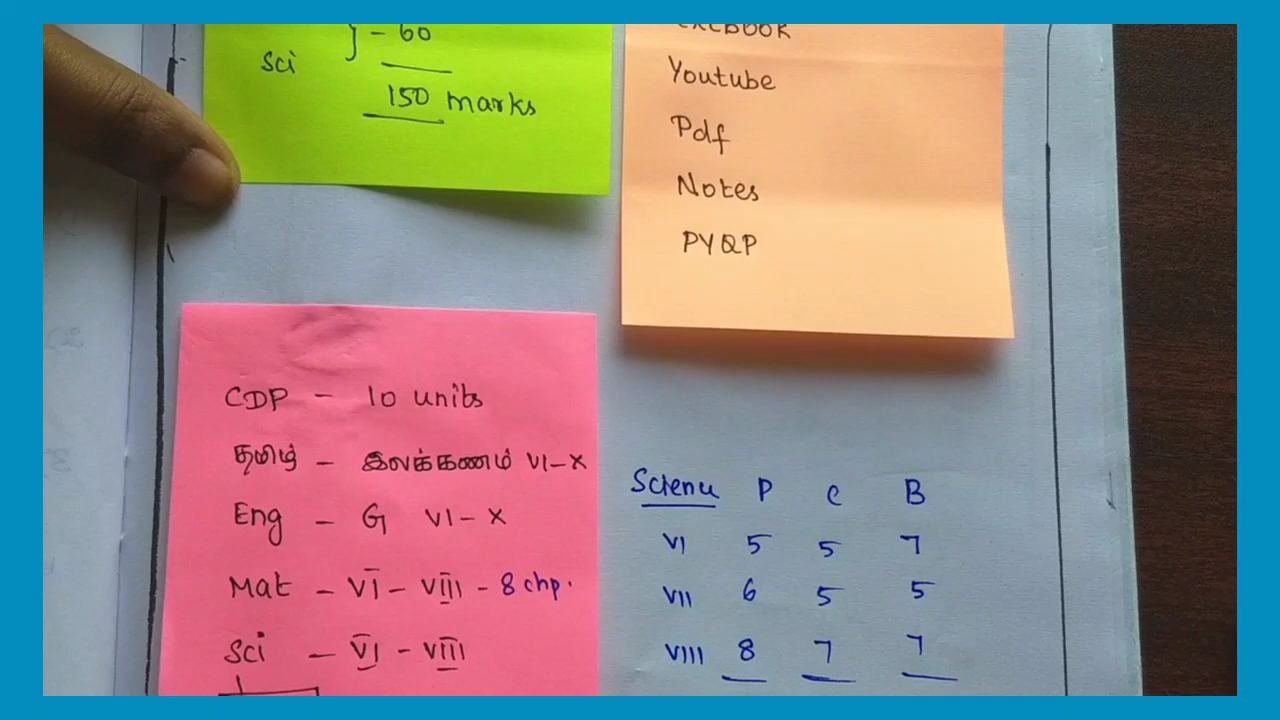 } - 60
Sci
150 marks
Youtube
Pdf
Notes
PYQP
CDP - 10 units
தமிழ் - இலக்கணம் VI-X
Eng - G VI-X
Mat - VI - VIII - 8 chp.
Sci - VI - VIII
Science P C B
VI 5 5 7
VII 6 5 5
VIII 8 7 7